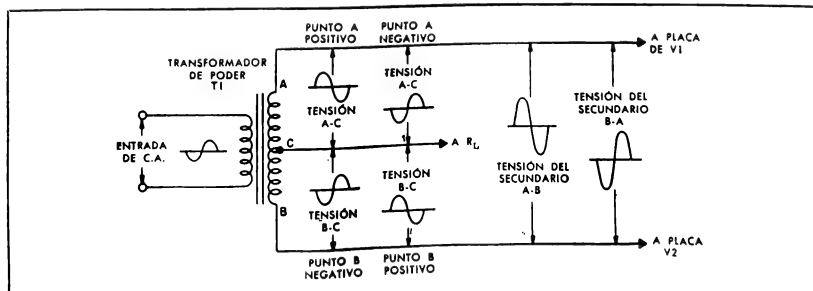 PUNTO A
POSITIVO
PUNTO A
NEGATIVO
A PLACA
DE V1
TRANSFORMADOR
DE PODER
T1
A
TENSIÓN
A-C
TENSIÓN
A-C
TENSIÓN DEL
SECUNDARIO
B-A
ENTRADA
DE C.A.
C
A RL
TENSIÓN
B-C
TENSIÓN
B-C
TENSIÓN DEL
SECUNDARIO
A-B
B
PUNTO B
NEGATIVO
PUNTO B
POSITIVO
A PLACA
V2